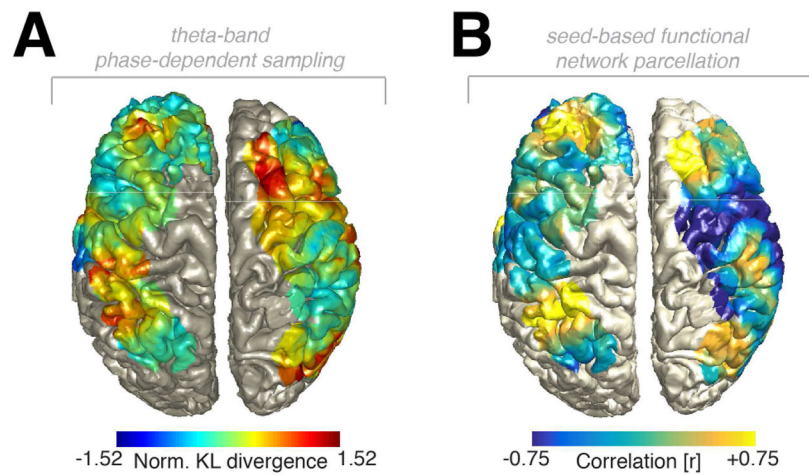 A
theta-band
phase-dependent sampling
B
seed-based functional
network parcellation
-1.52 Norm. KL divergence 1.52
-0.75 Correlation [r] +0.75